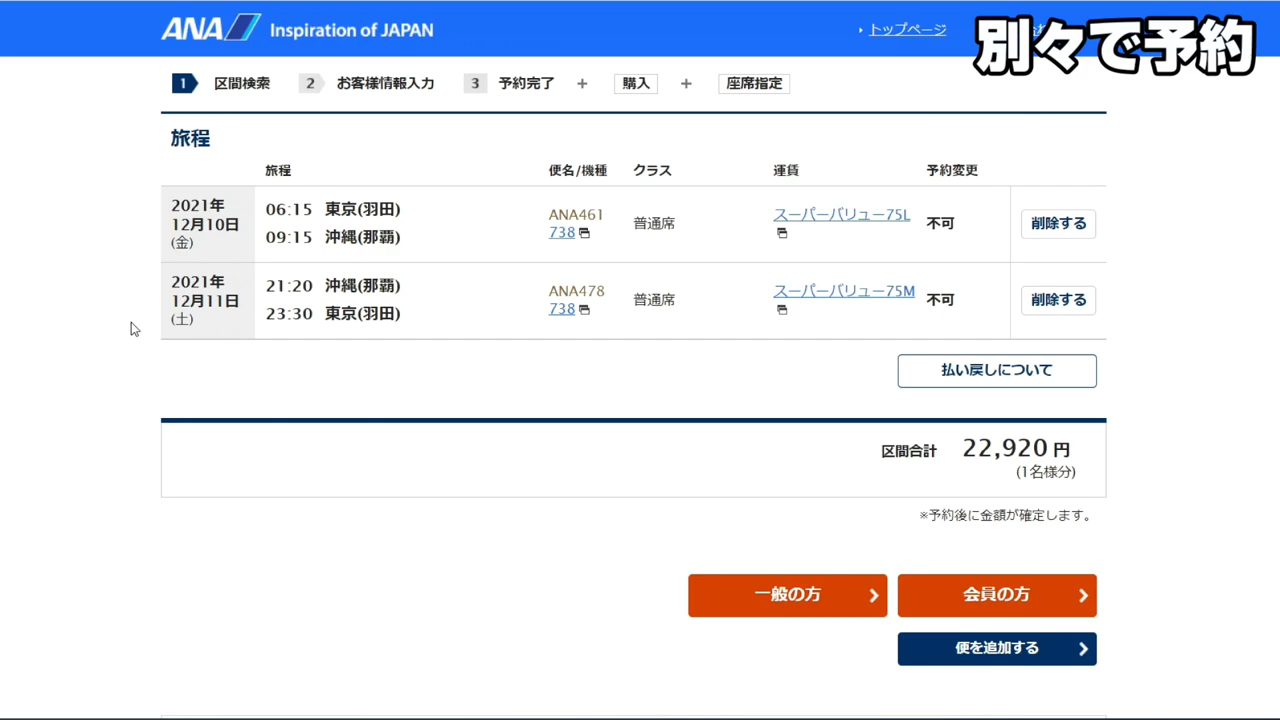 ANA Inspiration of JAPAN
トップページ
別々で予約
1 区間検索 2 お客様情報入力 3 予約完了 + 購入 + 座席指定
旅程
旅程 便名/機種 クラス 運賃 予約変更
2021年
12月10日
(金)
06:15 東京(羽田)
09:15 沖縄(那覇)
ANA461
738
普通席
スーパーバリュー75L
不可
削除する
2021年
12月11日
(土)
21:20 沖縄(那覇)
23:30 東京(羽田)
ANA478
738
普通席
スーパーバリュー75M
不可
削除する
払い戻しについて
区間合計 22,920 円
(1名様分)
※予約後に金額が確定します。
一般の方
会員の方
便を追加する